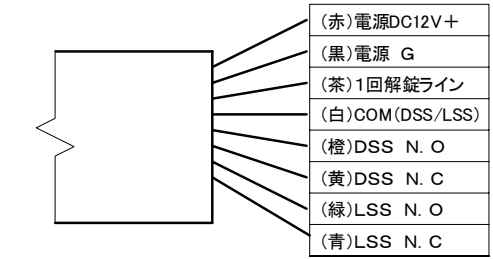 (赤)電源DC12V＋
(黒)電源 G
(茶)1回解錠ライン
(白)COM(DSS/LSS)
(橙)DSS N. O
(黄)DSS N. C
(緑)LSS N. O
(青)LSS N. C